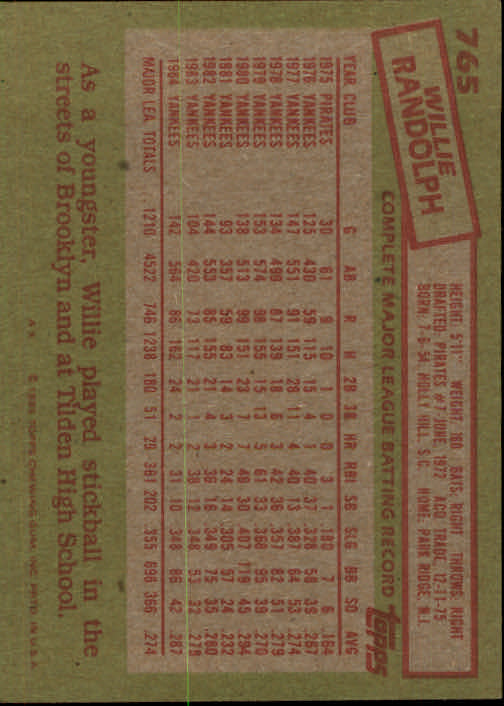 765
WILLIE
RANDOLPH
HEIGHT: 5'11" WEIGHT: 160 BATS: RIGHT THROWS: RIGHT
DRAFTED: PIRATES #7-JUNE, 1972 ACQ: TRADE, 12-11-75
BORN: 7-6-54, HOLLY HILL, S.C. HOME: PARK RIDGE, N.J.
COMPLETE MAJOR LEAGUE BATTING RECORD
topps
YEAR CLUB G AB R H 2B 3B HR RBI SB SLG BB SO AVG
1975 PIRATES 30 61 9 10 1 0 0 3 1 .180 7 6 .164
1976 YANKEES 125 430 59 115 15 4 1 40 37 .328 58 39 .267
1977 YANKEES 147 551 91 151 28 11 4 40 13 .387 64 53 .274
1978 YANKEES 134 499 87 139 18 6 3 42 36 .357 82 51 .279
1979 YANKEES 153 574 98 155 15 13 5 61 33 .368 95 39 .270
1980 YANKEES 138 513 99 151 23 7 7 46 30 .407 119 45 .294
1981 YANKEES 93 357 59 83 14 3 2 24 14 .305 57 24 .232
1982 YANKEES 144 553 85 155 21 4 3 36 16 .349 75 35 .280
1983 YANKEES 104 420 73 117 21 1 2 38 12 .348 53 32 .278
1984 YANKEES 142 564 86 162 24 2 2 31 10 .348 86 42 .287
MAJOR LEA. TOTALS 1210 4522 746 1238 180 51 29 361 202 .355 696 366 .274
As a youngster, Willie played stickball in the
streets of Brooklyn and at Tilden High School.
© 1985 TOPPS CHEWING GUM, INC. PRTD. IN U.S.A.